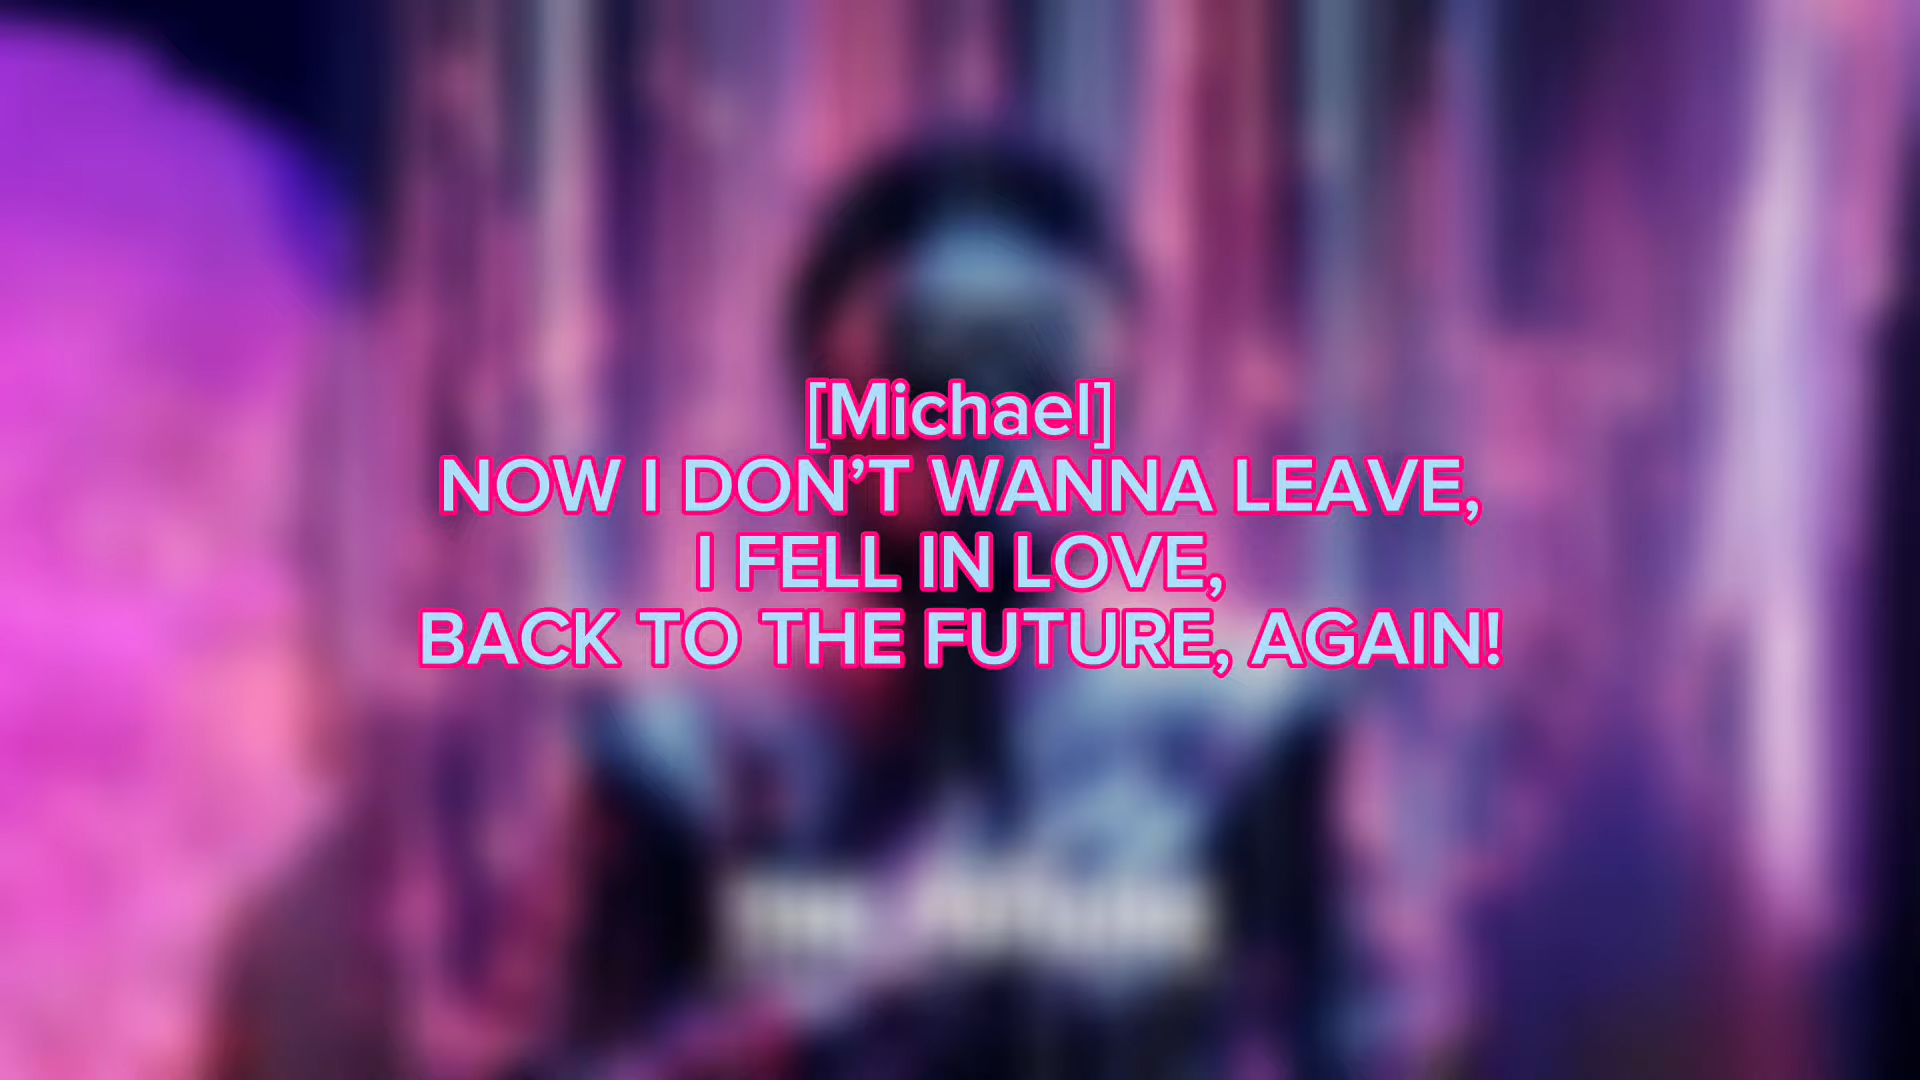 [Michael]
NOW I DON’T WANNA LEAVE,
I FELL IN LOVE,
BACK TO THE FUTURE, AGAIN!